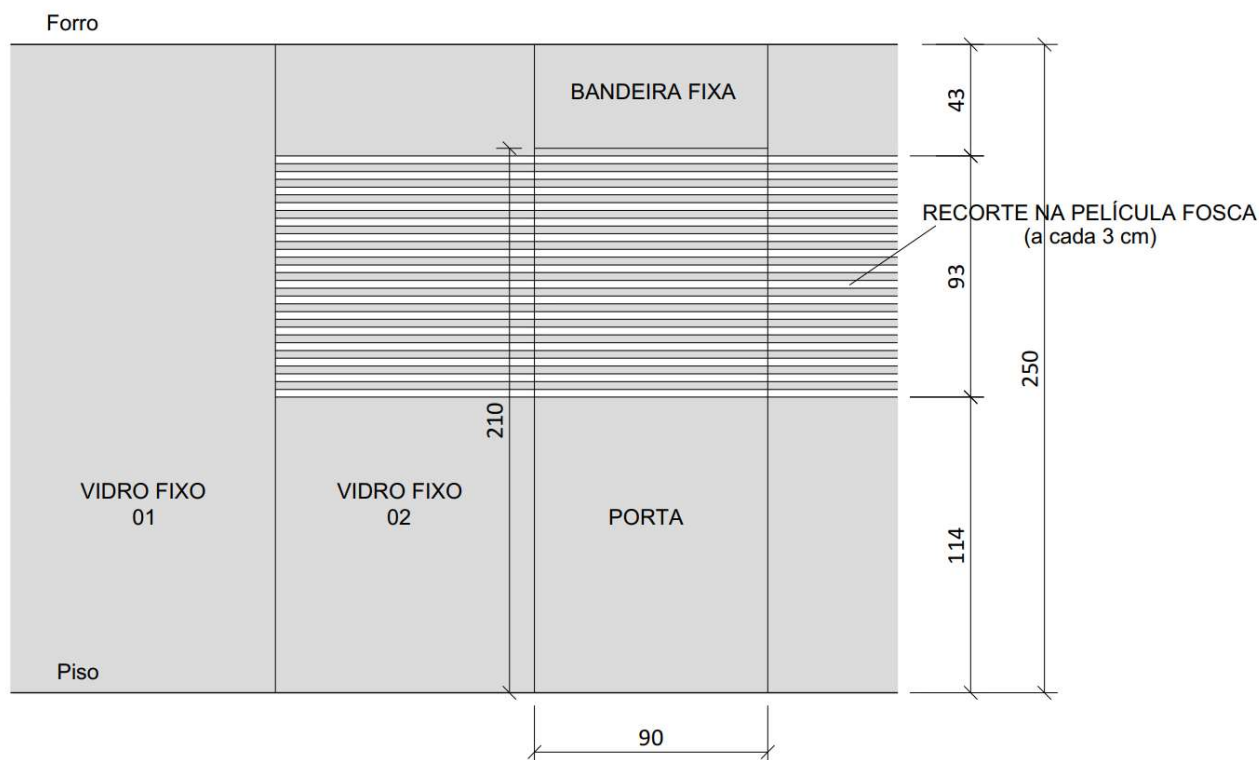 Forro
BANDEIRA FIXA
43
RECORTE NA PELÍCULA FOSCA
(a cada 3 cm)
93
250
210
VIDRO FIXO
01
VIDRO FIXO
02
PORTA
114
Piso
90